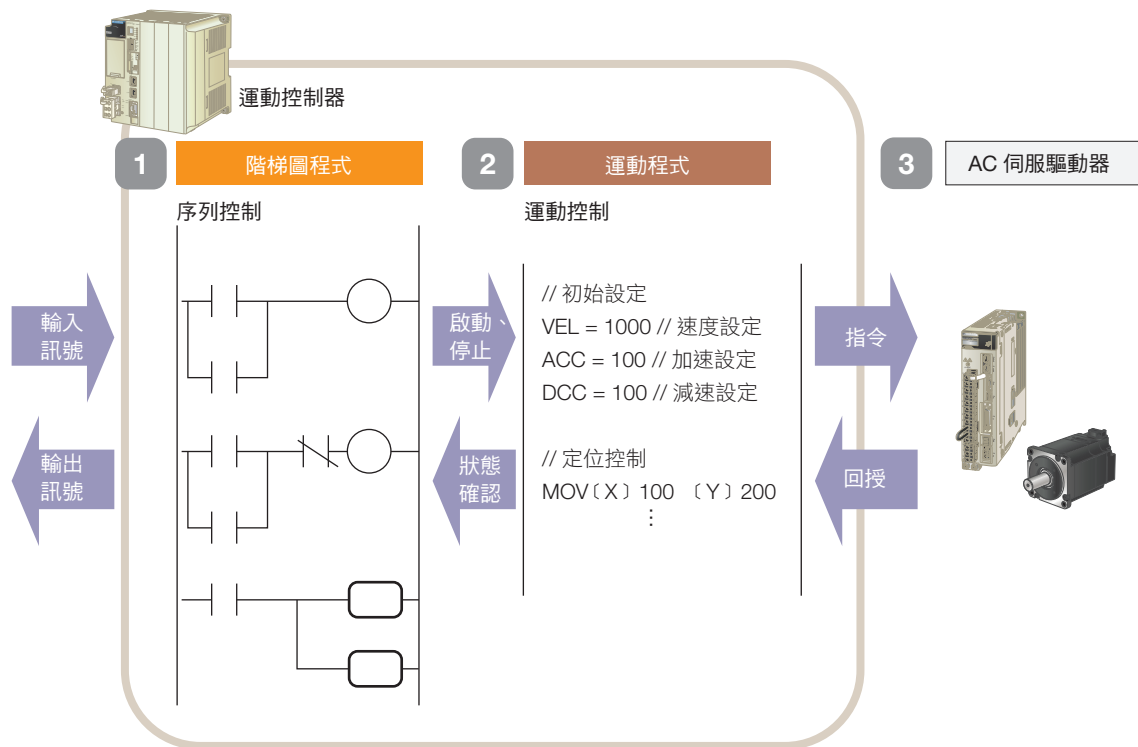 運動控制器
1
階梯圖程式
2
運動程式
3
AC 伺服驅動器
序列控制
運動控制
輸入
訊號
輸出
訊號
啟動、
停止
狀態
確認
// 初始設定
VEL = 1000 // 速度設定
ACC = 100 // 加速設定
DCC = 100 // 減速設定
// 定位控制
MOV〔X〕100 〔Y〕200
⋮
指令
回授